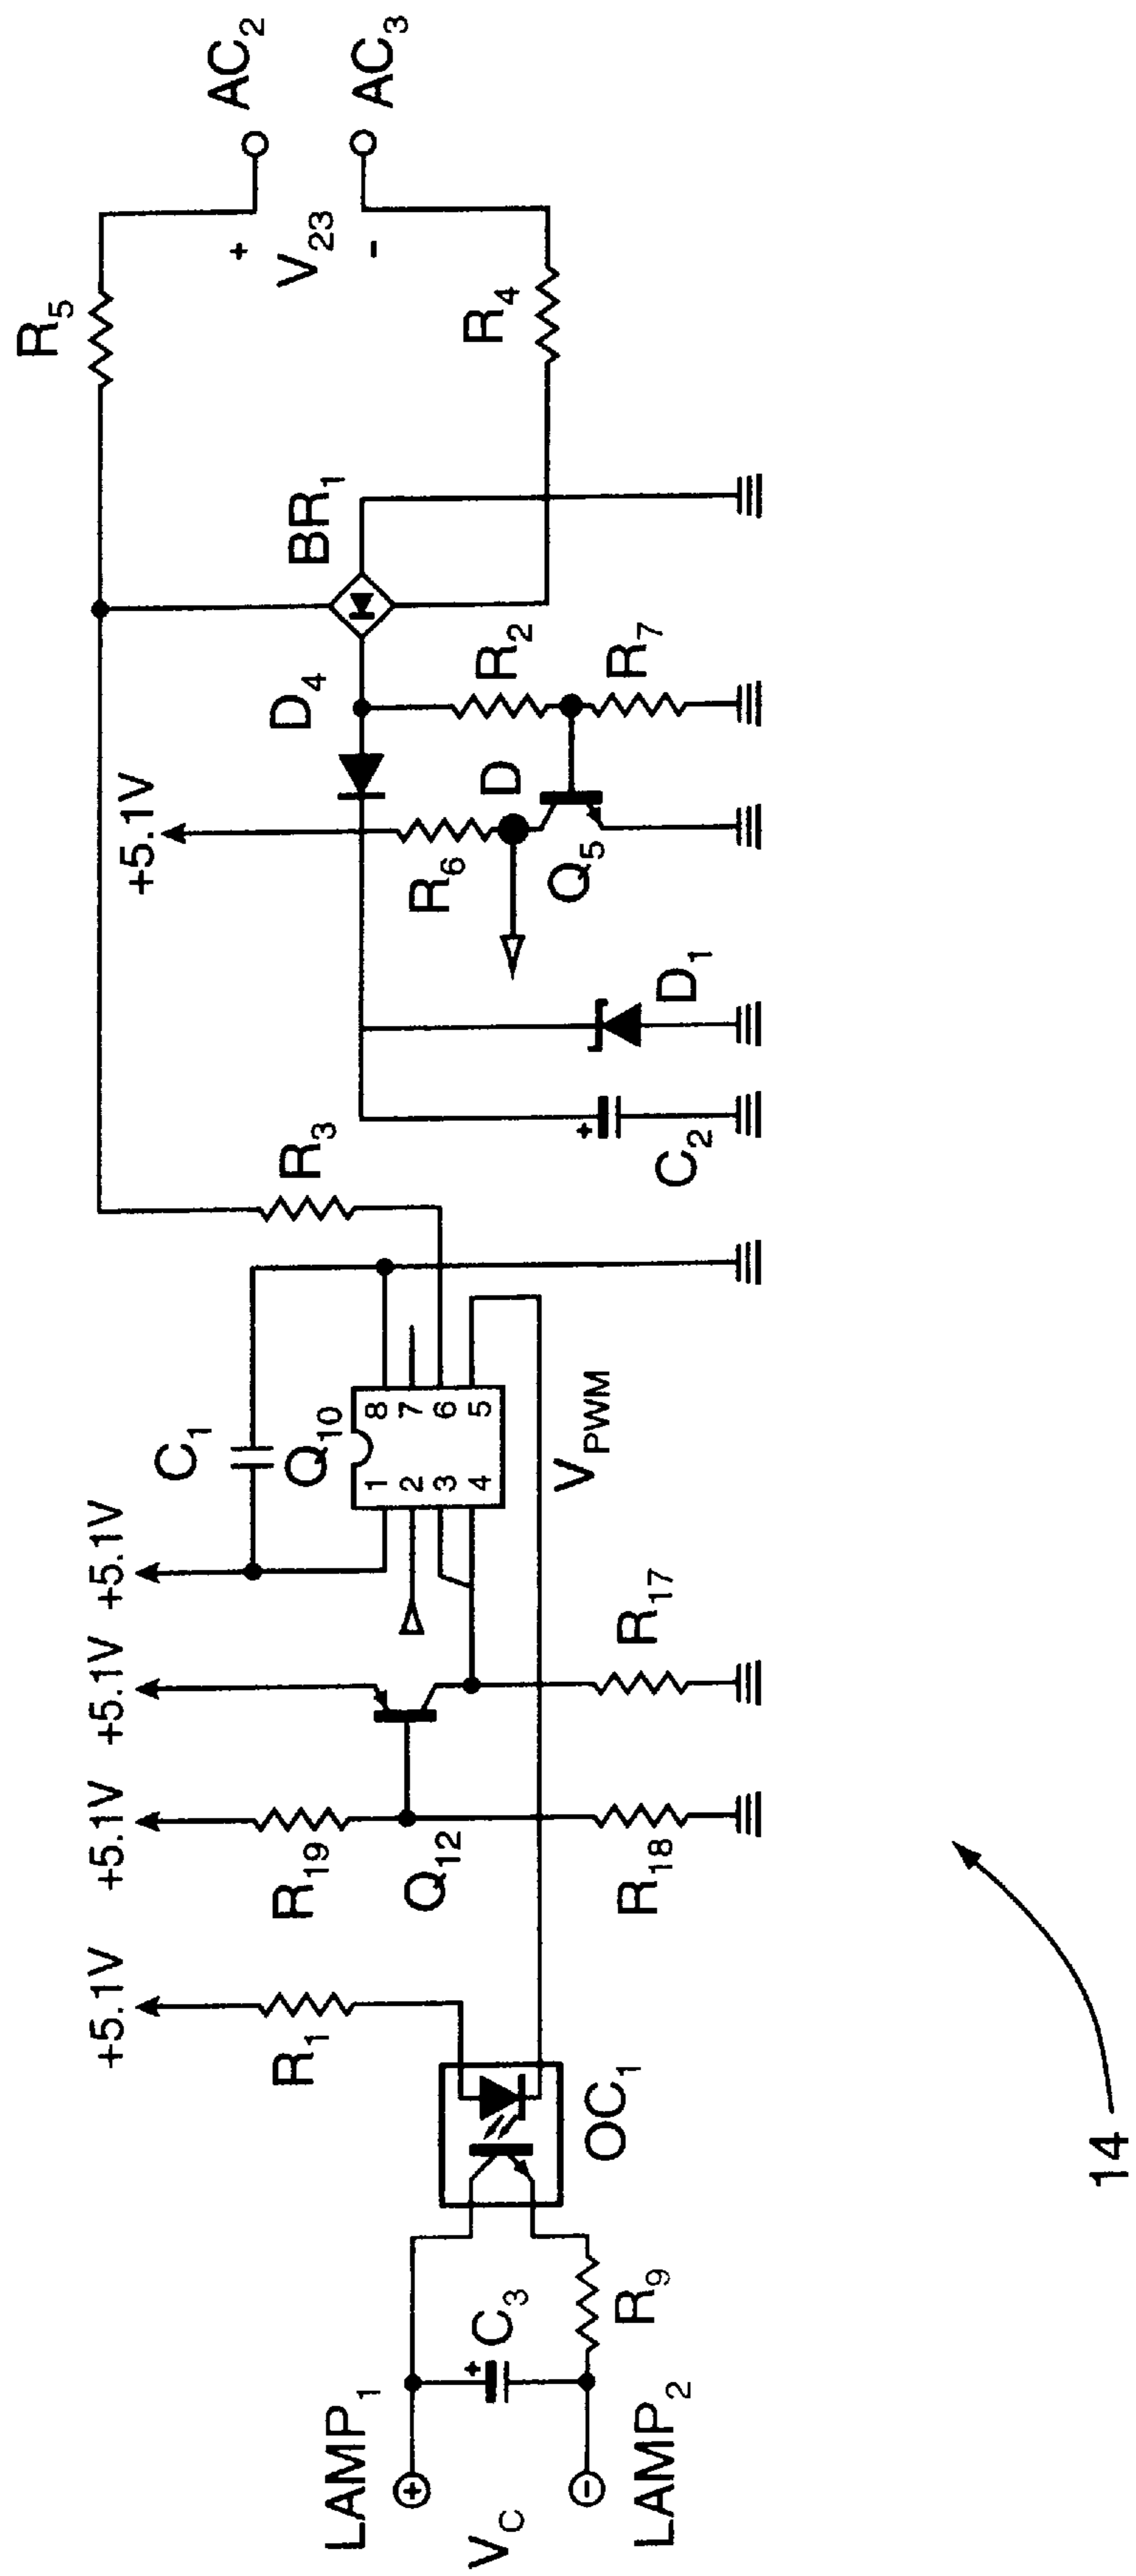 LAMP1
VC
LAMP2
C3
R9
OC1
+5.1V
R1
+5.1V
R19
Q12
R18
+5.1V
R17
+5.1V
C1
Q10
1 8
2 7
3 6
4 5
VPWM
R3
C2
D1
+5.1V
R6
D
Q5
D4
R2
R7
BR1
R5
R4
AC2
+
V23
-
AC3
14